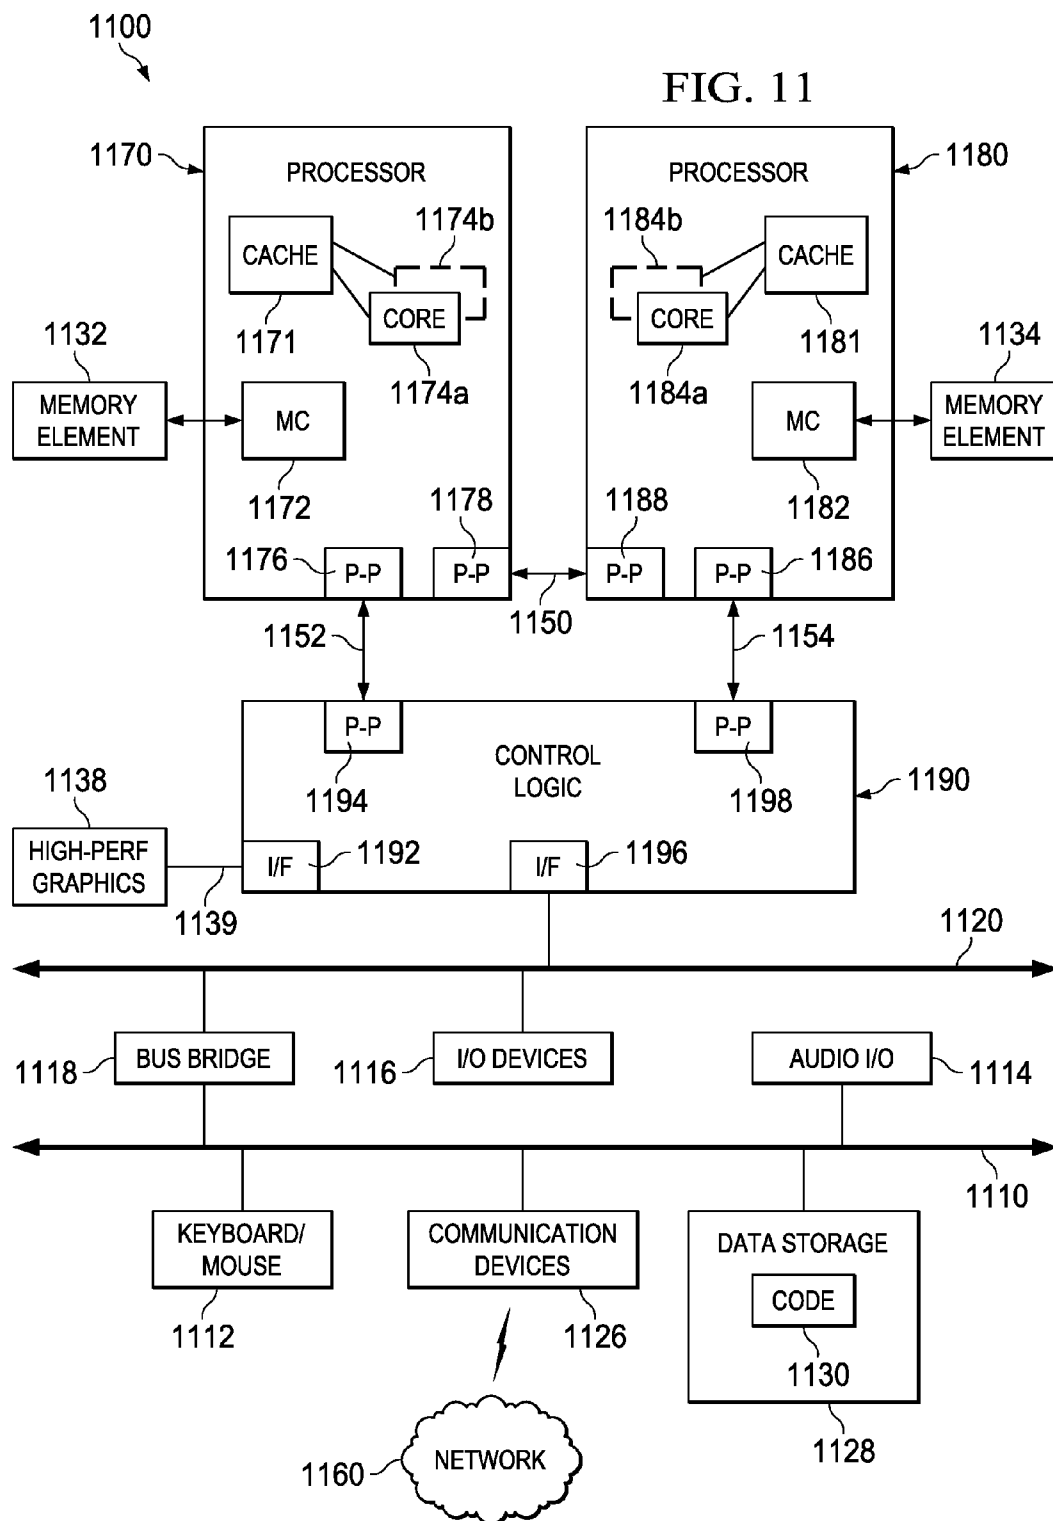 1100
FIG. 11
1170
PROCESSOR
PROCESSOR
1180
1174b
1184b
CACHE
CORE
CORE
CACHE
1171
1174a
1184a
1181
1132
1134
MEMORY
ELEMENT
MC
MC
MEMORY
ELEMENT
1172
1178
1188
1182
1176
P-P
P-P
P-P
P-P
1186
1150
1152
1154
P-P
P-P
CONTROL
LOGIC
1194
1198
1190
1138
HIGH-PERF
GRAPHICS
I/F
1192
I/F
1196
1139
1120
1118
BUS BRIDGE
1116
I/O DEVICES
AUDIO I/O
1114
1110
KEYBOARD/
MOUSE
COMMUNICATION
DEVICES
DATA STORAGE
CODE
1112
1126
1130
1128
1160
NETWORK